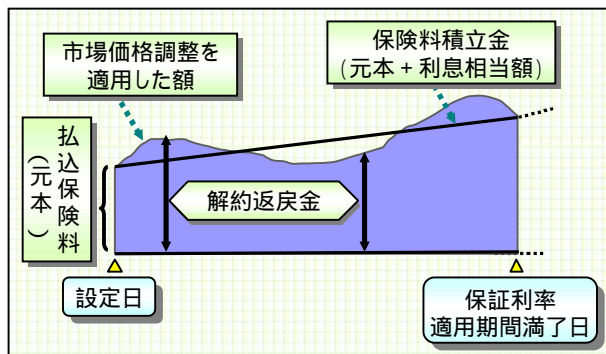 市場価格調整を
適用した額
保険料積立金
(元本+利息相当額)
払込保険料
(元本)
解約返戻金
設定日
保証利率
適用期間満了日